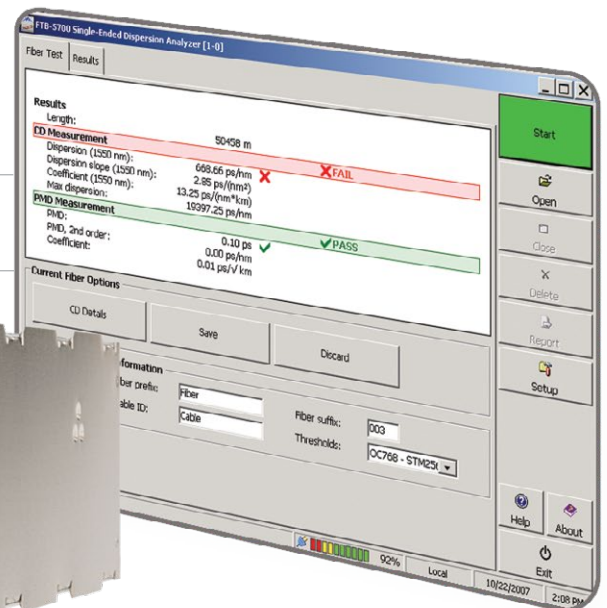 FTB-5700 Single-Ended Dispersion Analyzer [1-0]
Fiber Test Results
Results
Length: 50458 m
CD Measurement FAIL
Dispersion (1550 nm): 668.66 ps/nm
Dispersion slope (1550 nm): 2.85 ps/(nm²)
Coefficient (1550 nm): 13.25 ps/(nm*km)
Max dispersion: 19397.25 ps/nm
PMD Measurement PASS
PMD: 0.10 ps
PMD, 2nd order: 0.00 ps/nm
Coefficient: 0.01 ps/√km
Current Fiber Options
CD Details Save Discard
formation
ber prefix: Fiber Fiber suffix: 003
able ID: Cable Thresholds: OC768 - STM25
Start
Open
Close
Delete
Report
Setup
Help About
Exit
92% Local 10/22/2007 2:08 PM